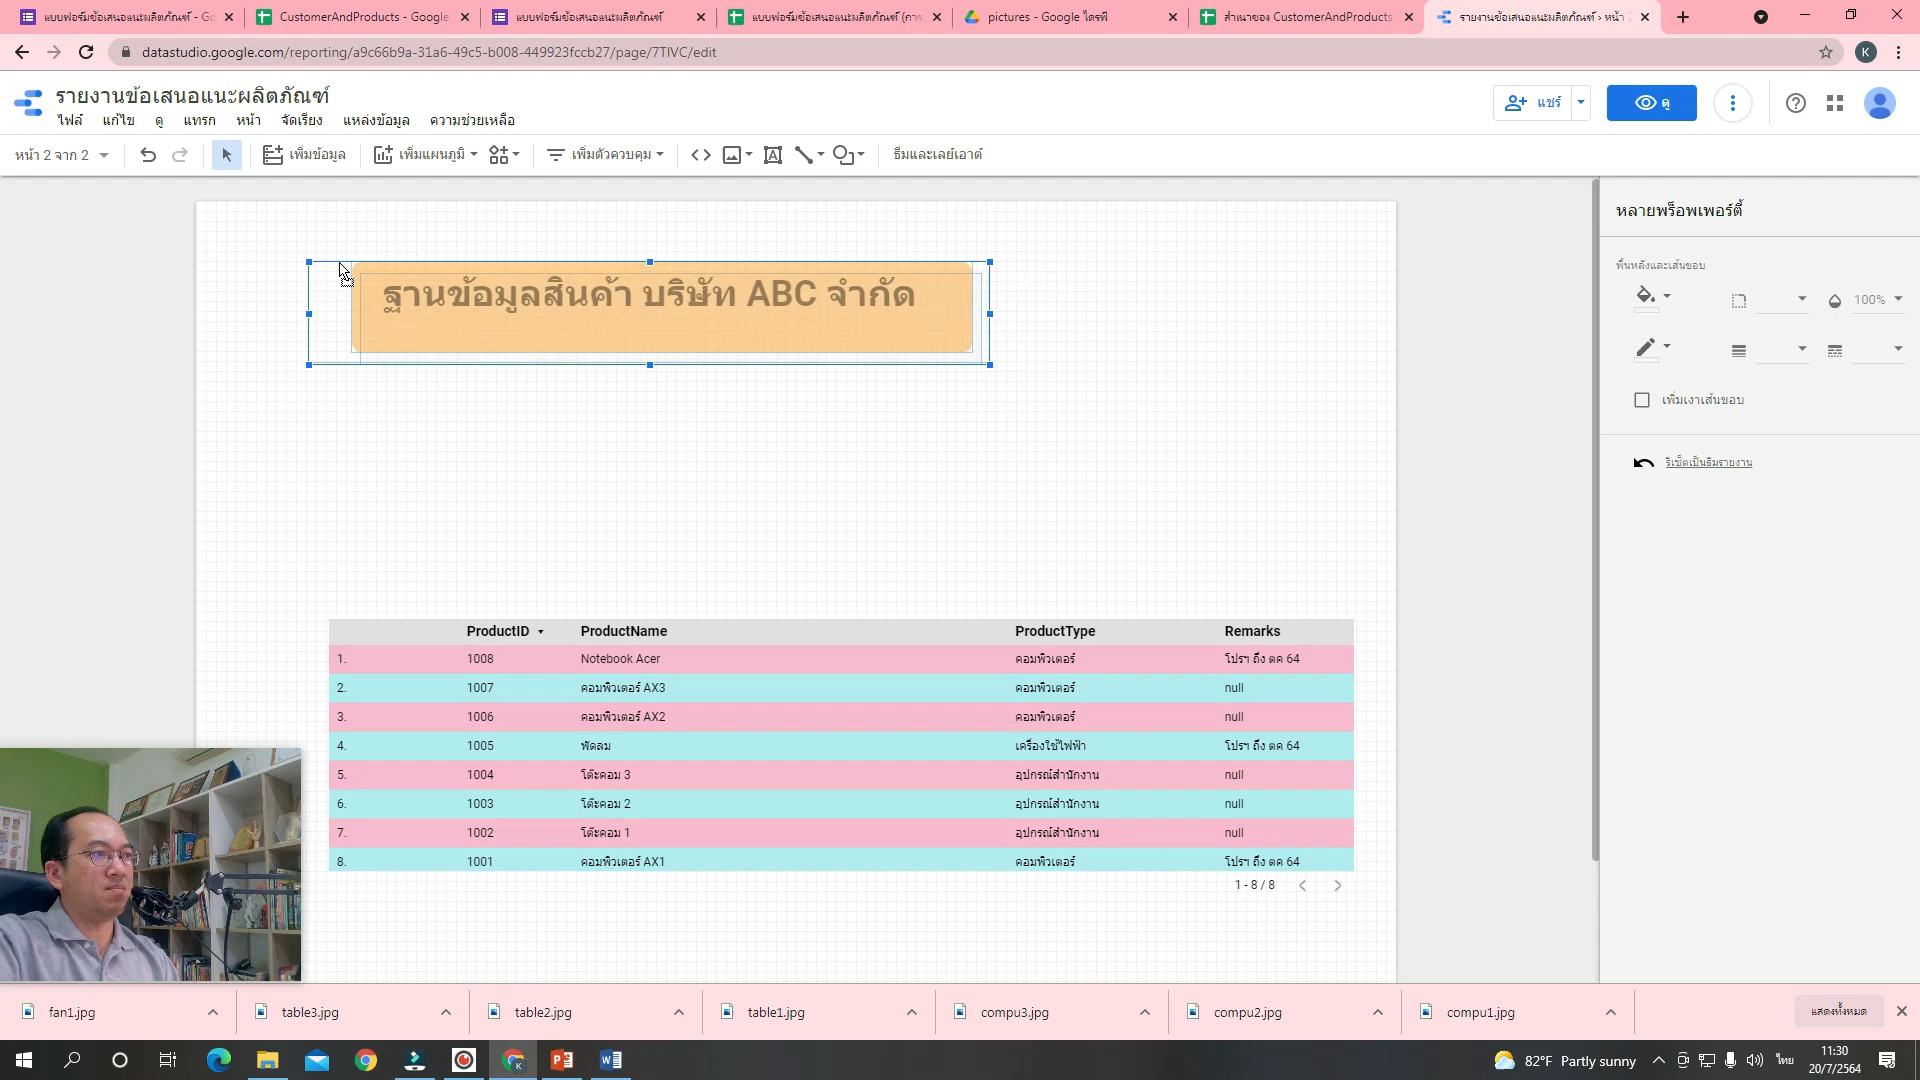 แบบฟอร์มข้อเสนอแนะผลิตภัณฑ์ - Go
CustomerAndProducts - Google
แบบฟอร์มข้อเสนอแนะผลิตภัณฑ์
แบบฟอร์มข้อเสนอแนะผลิตภัณฑ์ (กา
pictures - Google ไดรฟ์
สำเนาของ CustomerAndProducts
รายงานข้อเสนอแนะผลิตภัณฑ์ › หน้า 2
datastudio.google.com/reporting/a9c66b9a-31a6-49c5-b008-449923fccb27/page/7TIVC/edit
K
รายงานข้อเสนอแนะผลิตภัณฑ์
ไฟล์ แก้ไข ดู แทรก หน้า จัดเรียง แหล่งข้อมูล ความช่วยเหลือ
แชร์
ดู
หน้า 2 จาก 2
เพิ่มข้อมูล
เพิ่มแผนภูมิ
เพิ่มตัวควบคุม
ธีมและเลย์เอาต์
หลายพร็อพเพอร์ตี้
พื้นหลังและเส้นขอบ
100%
เพิ่มเงาเส้นขอบ
รีเซ็ตเป็นธีมรายงาน
ฐานข้อมูลสินค้า บริษัท ABC จำกัด
ProductID ProductName ProductType Remarks
1. 1008 Notebook Acer คอมพิวเตอร์ โปรฯ ถึง ตค 64
2. 1007 คอมพิวเตอร์ AX3 คอมพิวเตอร์ null
3. 1006 คอมพิวเตอร์ AX2 คอมพิวเตอร์ null
4. 1005 พัดลม เครื่องใช้ไฟฟ้า โปรฯ ถึง ตค 64
5. 1004 โต๊ะคอม 3 อุปกรณ์สำนักงาน null
6. 1003 โต๊ะคอม 2 อุปกรณ์สำนักงาน null
7. 1002 โต๊ะคอม 1 อุปกรณ์สำนักงาน null
8. 1001 คอมพิวเตอร์ AX1 คอมพิวเตอร์ โปรฯ ถึง ตค 64
1 - 8 / 8
fan1.jpg
table3.jpg
table2.jpg
table1.jpg
compu3.jpg
compu2.jpg
compu1.jpg
แสดงทั้งหมด
82°F Partly sunny
ไทย
11:30
20/7/2564